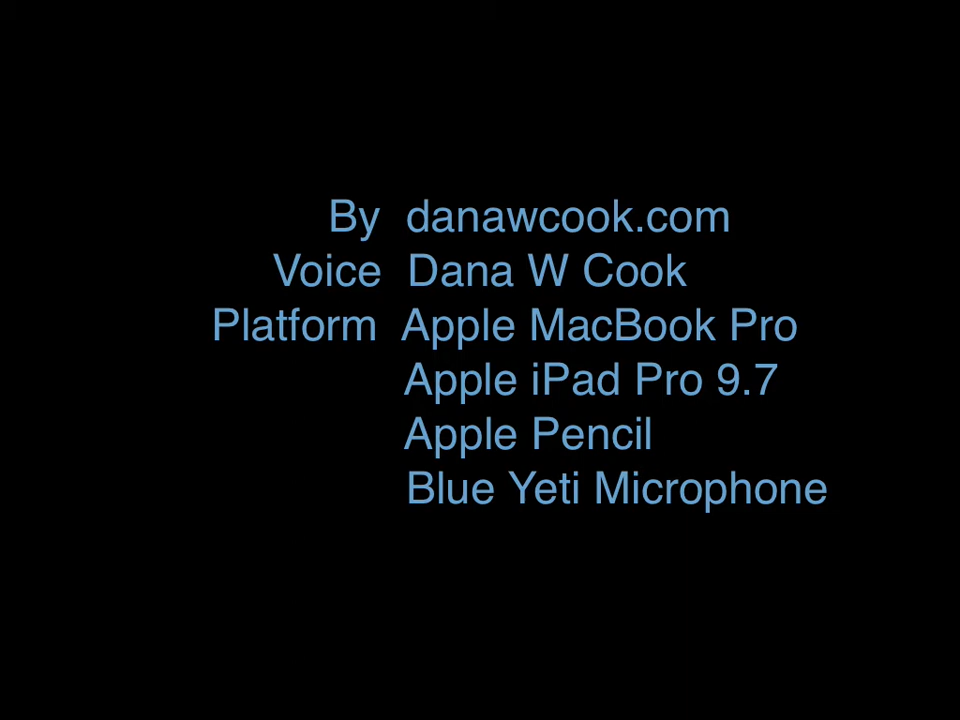 By danawcook.com
Voice Dana W Cook
Platform Apple MacBook Pro
Apple iPad Pro 9.7
Apple Pencil
Blue Yeti Microphone